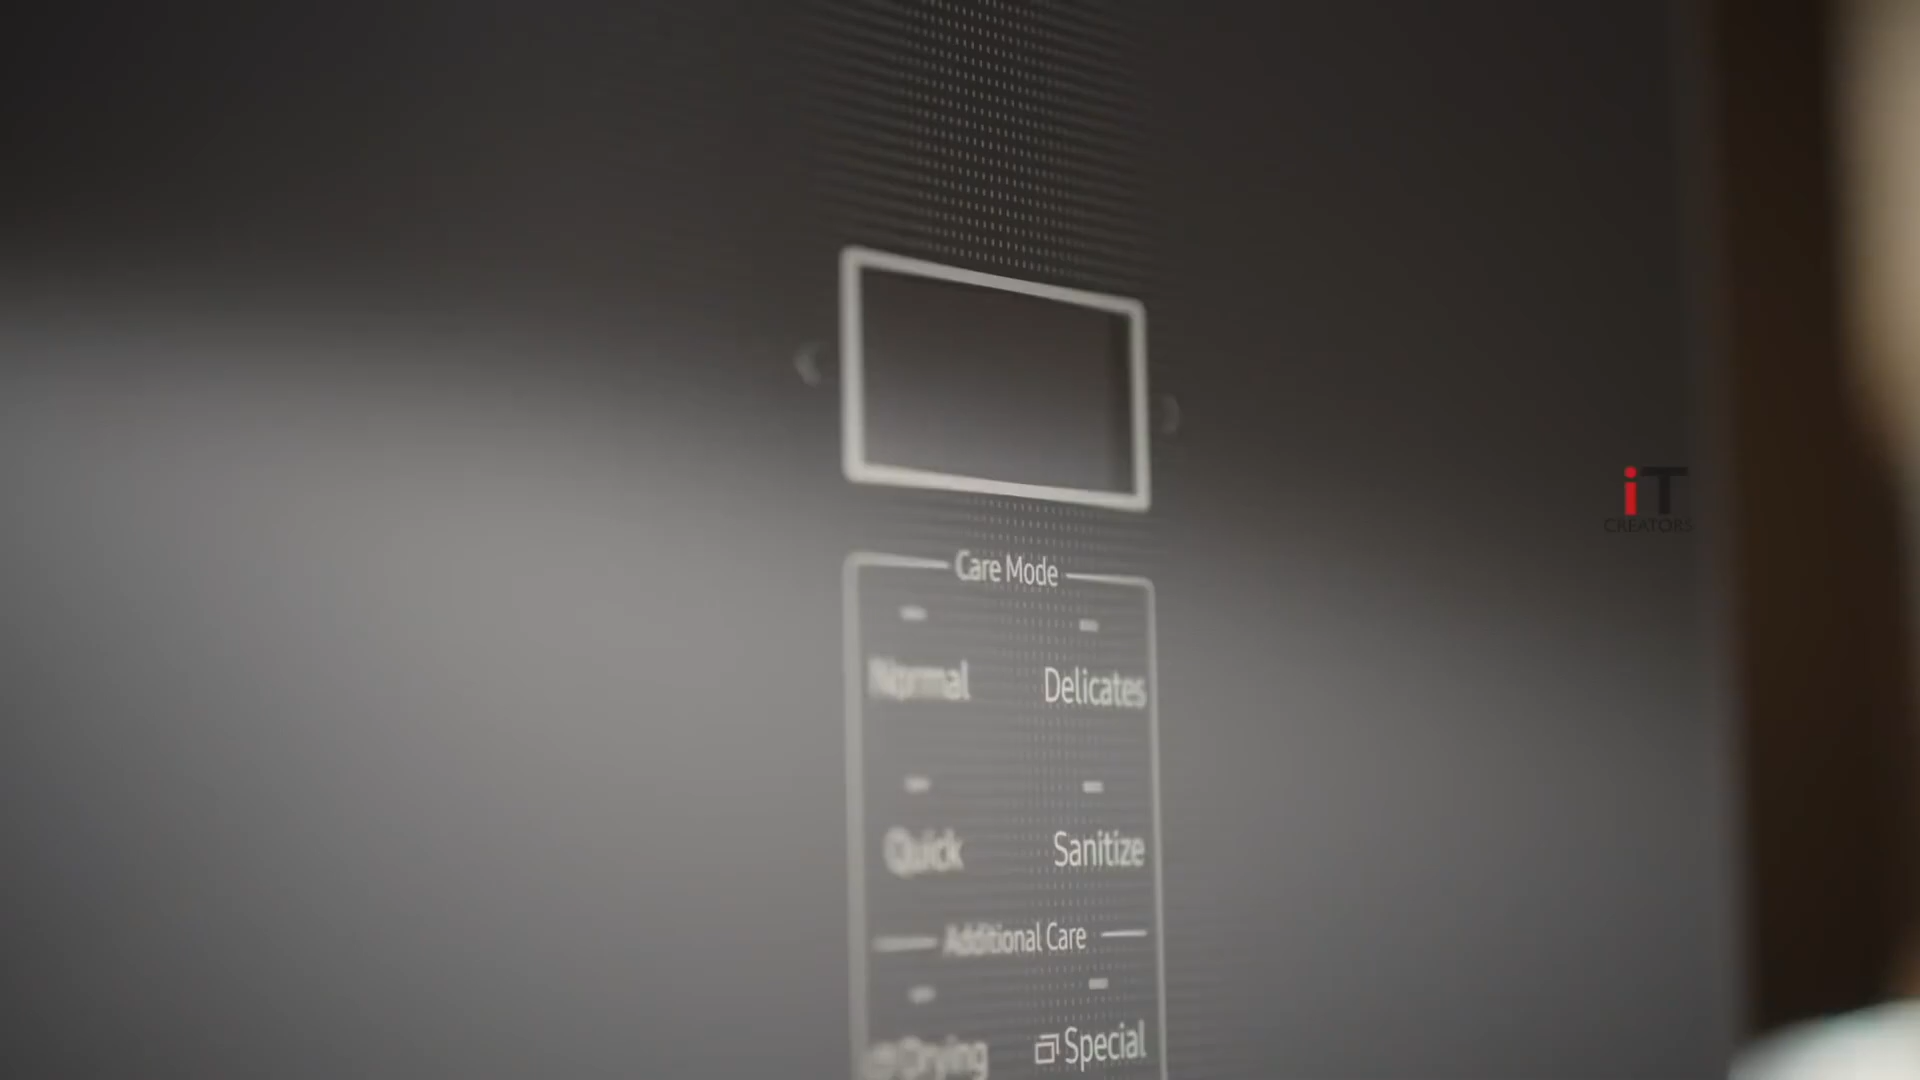 Care Mode
Normal Delicates
Quick Sanitize
Additional Care
Drying Special
iT
CREATORS